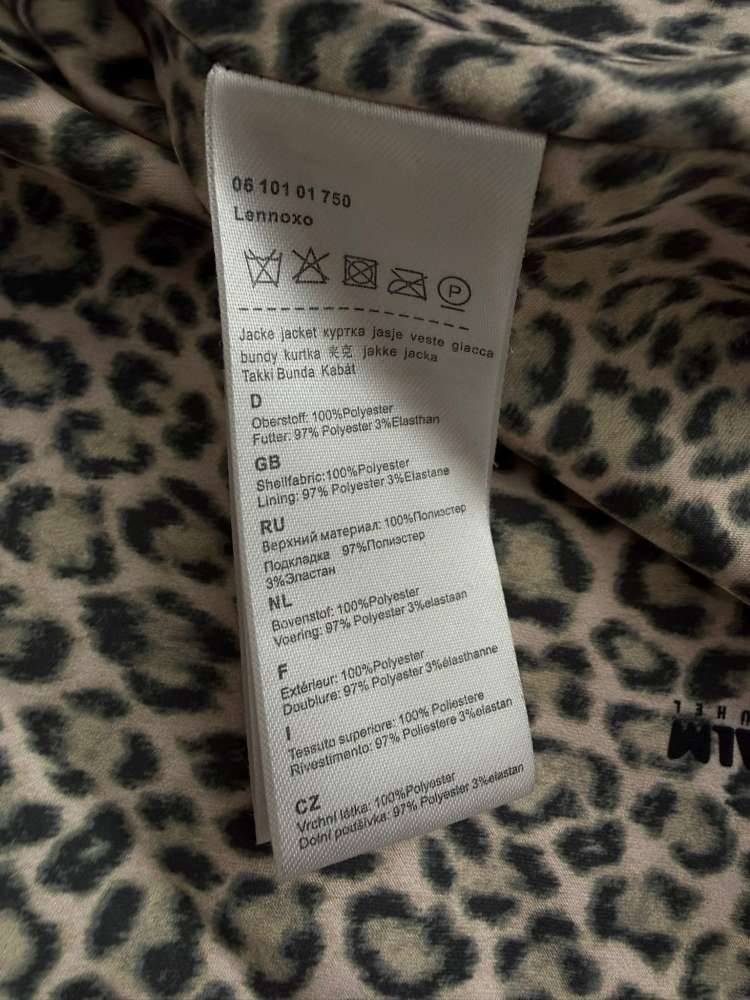 06 101 01 750
Lennoxo
P
Jacke jacket куртка jasje veste giacca
bundy kurtka 夹克 jakke jacka
Takki Bunda Kabát
D
Oberstoff: 100%Polyester
Futter: 97% Polyester 3%Elasthan
GB
Shellfabric:100%Polyester
Lining: 97% Polyester 3%Elastane
RU
Верхний материал: 100%Полиэстер
Подкладка 97%Полиэстер
3%Эластан
NL
Bovenstof: 100%Polyester
Voering: 97% Polyester 3%elastaan
F
Extérieur: 100%Polyester
Doublure: 97% Polyester 3%élasthanne
I
Tessuto superiore: 100% Poliestere
Rivestimento: 97% Poliestere 3%elastan
CZ
Vrchní látka: 100%Polyester
Dolní podšívka: 97% Polyester 3%elastan